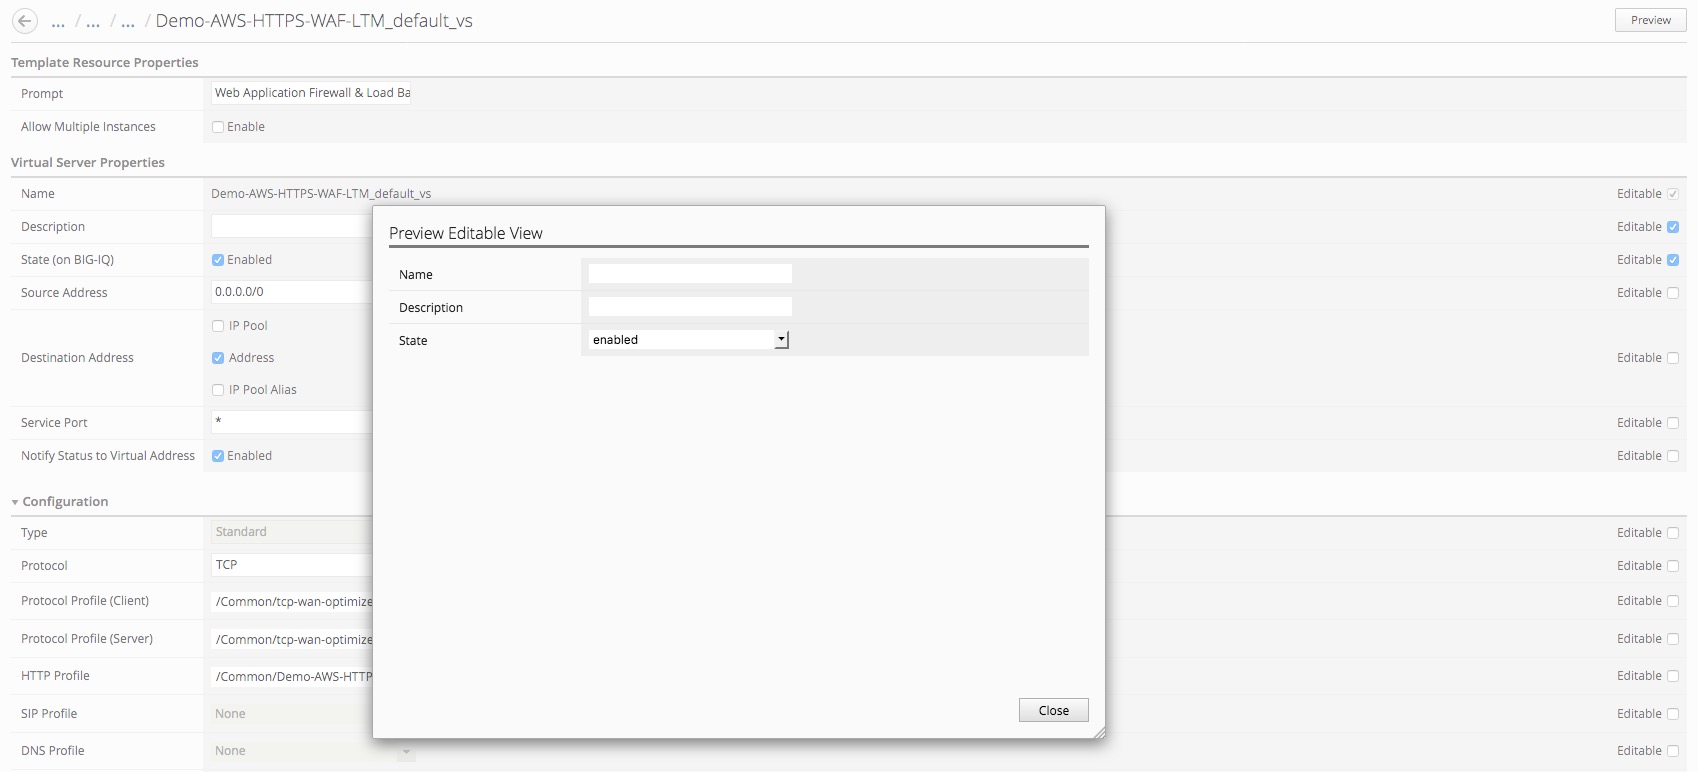 ... / ... / ... / Demo-AWS-HTTPS-WAF-LTM_default_vs Preview
Template Resource Properties
Prompt Web Application Firewall & Load Ba
Allow Multiple Instances Enable
Virtual Server Properties
Name Demo-AWS-HTTPS-WAF-LTM_default_vs Editable
Description Editable
State (on BIG-IQ) Enabled Editable
Source Address 0.0.0.0/0 Editable
IP Pool
Destination Address Address Editable
IP Pool Alias
Service Port * Editable
Notify Status to Virtual Address Enabled Editable
Configuration
Type Standard Editable
Protocol TCP Editable
Protocol Profile (Client) /Common/tcp-wan-optimize Editable
Protocol Profile (Server) /Common/tcp-wan-optimize Editable
HTTP Profile /Common/Demo-AWS-HTTP Editable
SIP Profile None Editable
DNS Profile None Editable
Preview Editable View
Name
Description
State enabled
Close